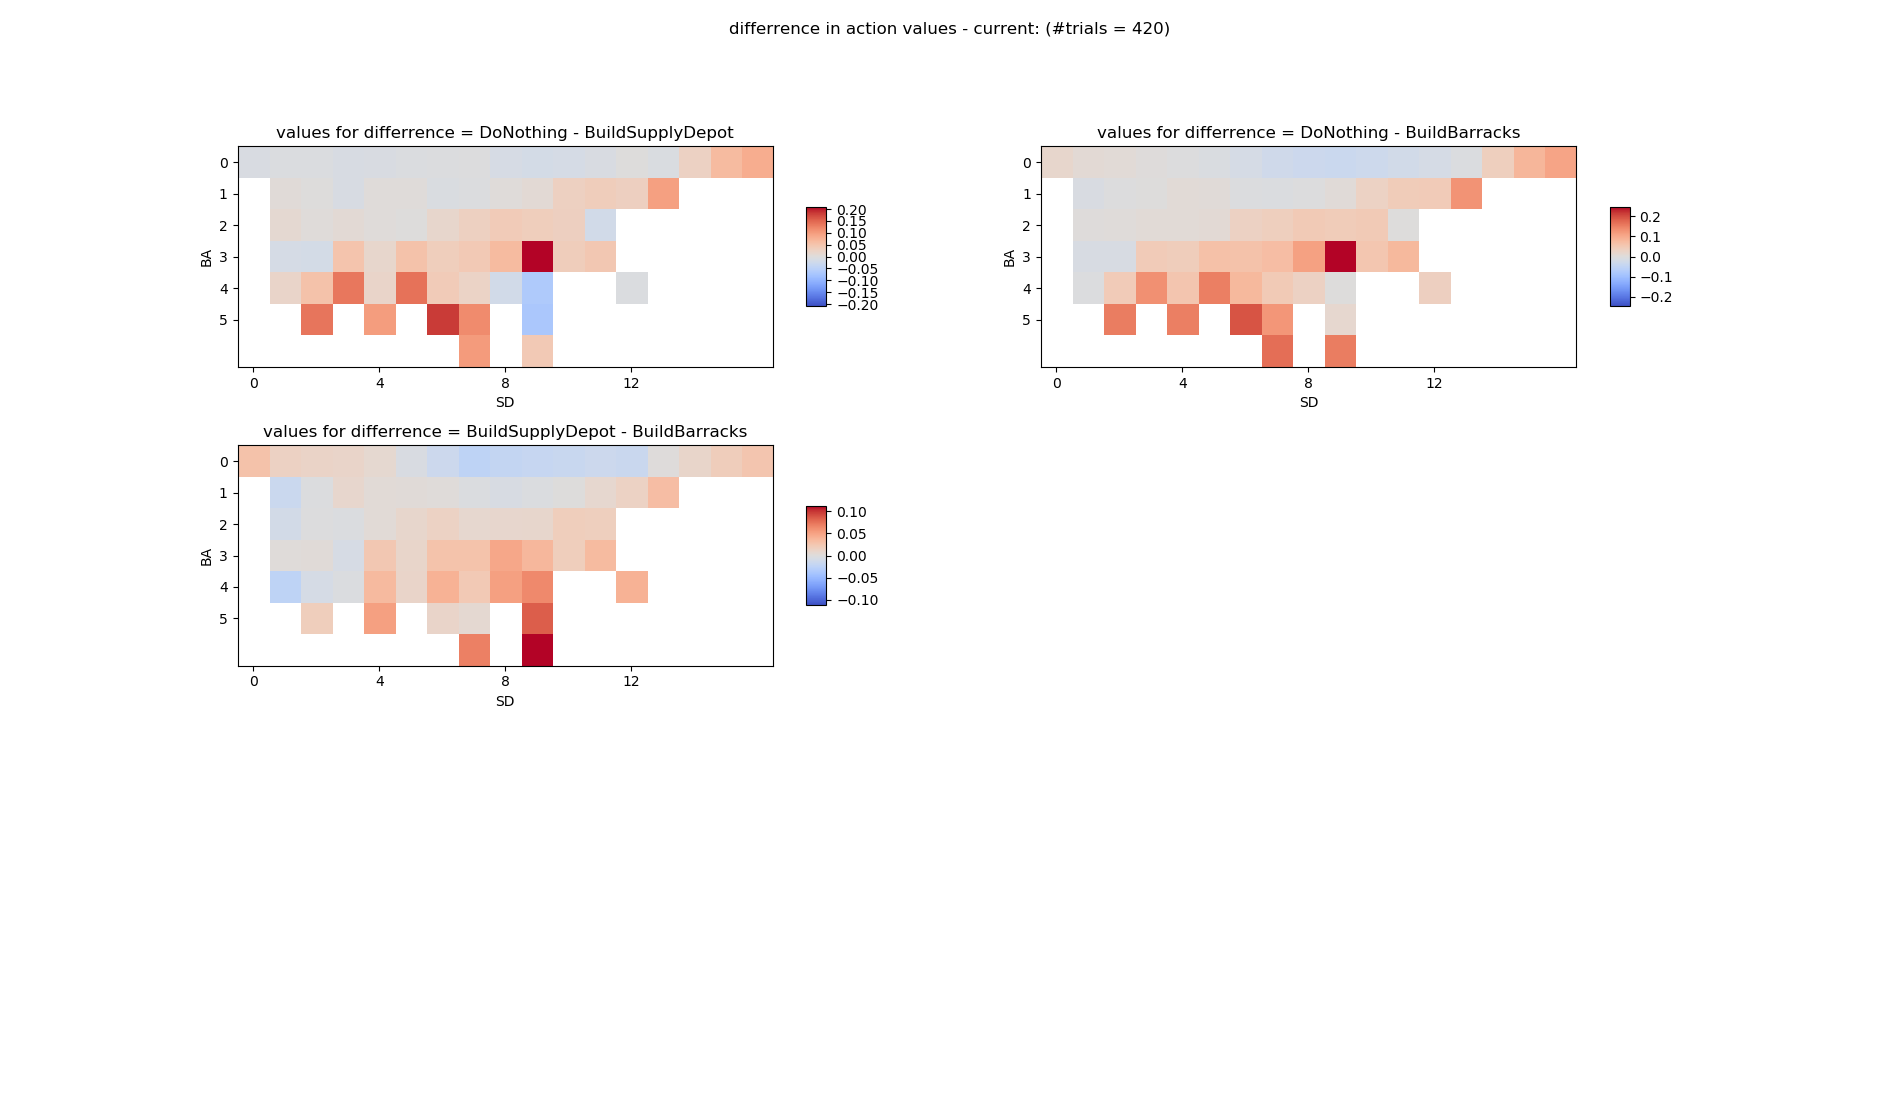 differrence in action values - current: (#trials = 420)
values for differrence = DoNothing - BuildSupplyDepot
0
1
2
3
4
5
BA
0 4 8 12
SD
0.20
0.15
0.10
0.05
0.00
−0.05
−0.10
−0.15
−0.20
values for differrence = DoNothing - BuildBarracks
0
1
2
3
4
5
BA
0 4 8 12
SD
0.2
0.1
0.0
−0.1
−0.2
values for differrence = BuildSupplyDepot - BuildBarracks
0
1
2
3
4
5
BA
0 4 8 12
SD
0.10
0.05
0.00
−0.05
−0.10